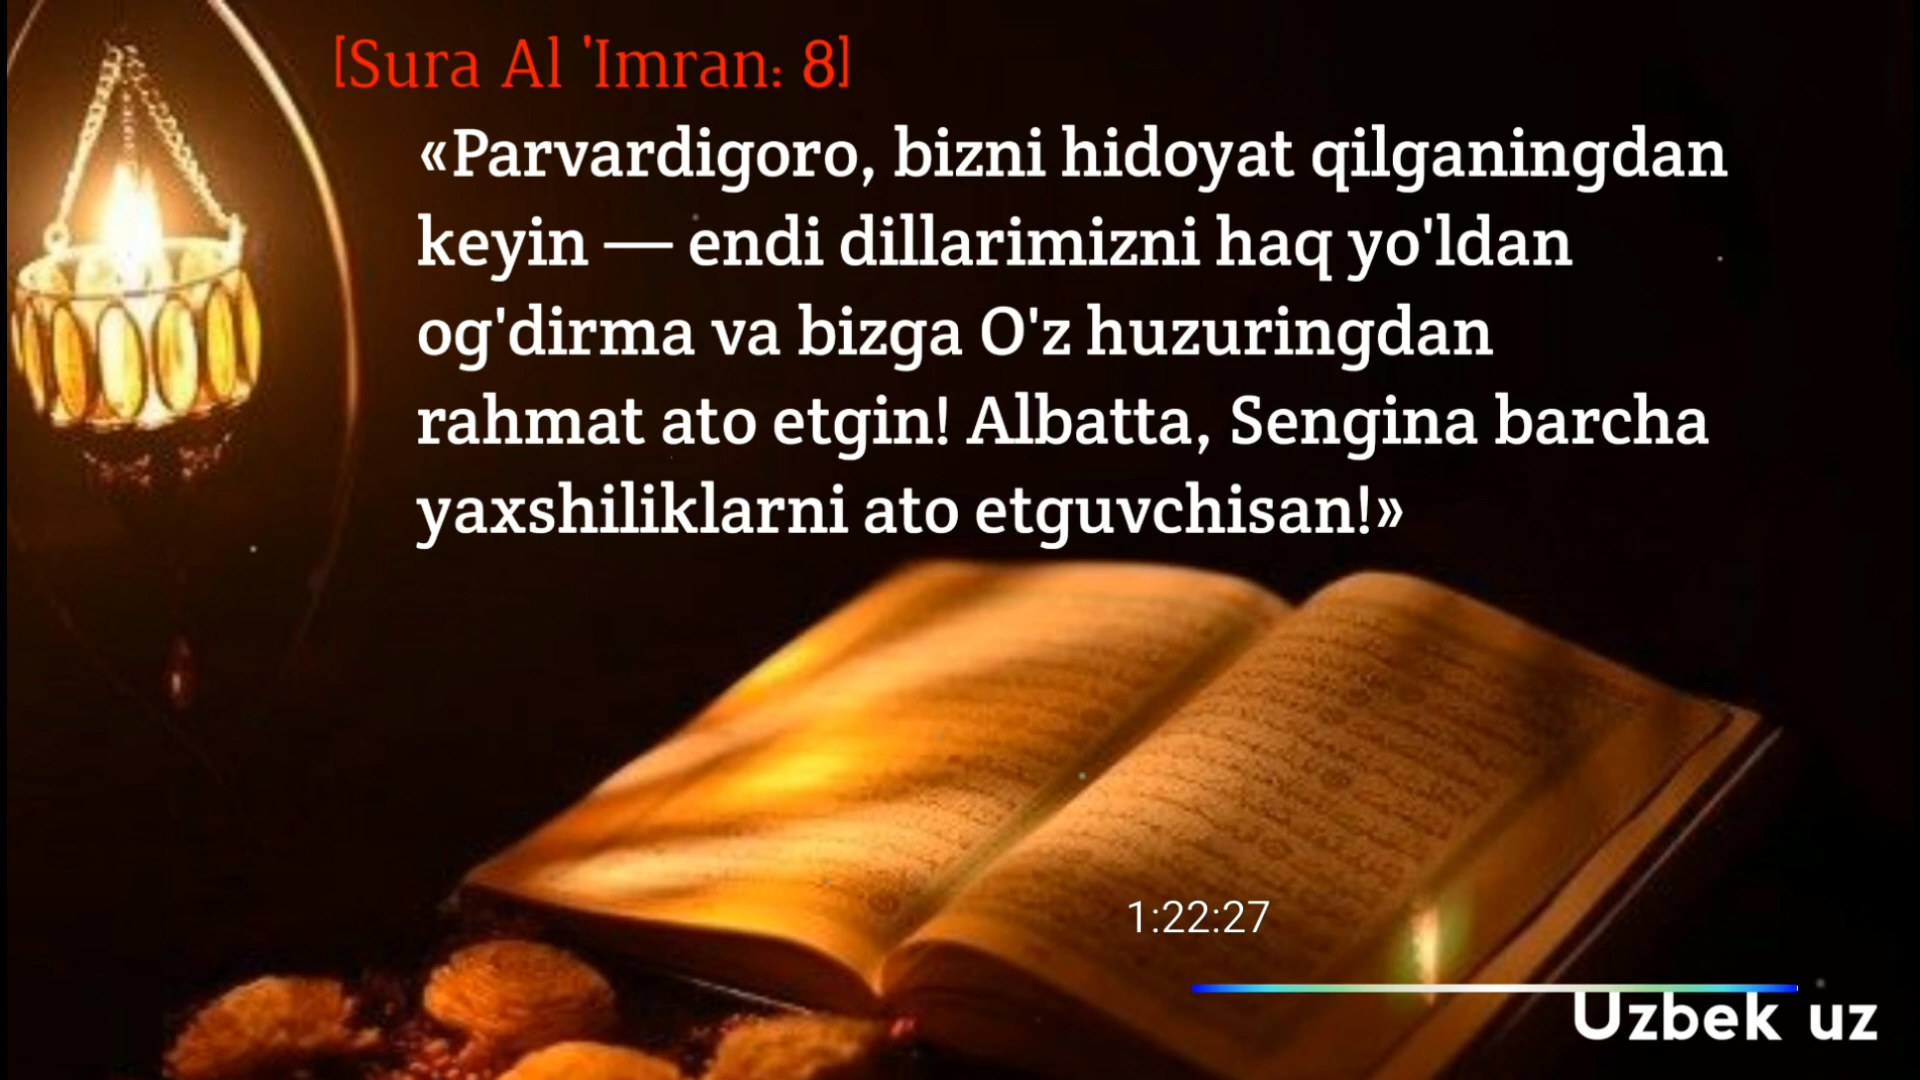 [Sura Al 'Imran: 8]
«Parvardigoro, bizni hidoyat qilganingdan
keyin — endi dillarimizni haq yo'ldan
og'dirma va bizga O'z huzuringdan
rahmat ato etgin! Albatta, Sengina barcha
yaxshiliklarni ato etguvchisan!»
1:22:27
Uzbek uz